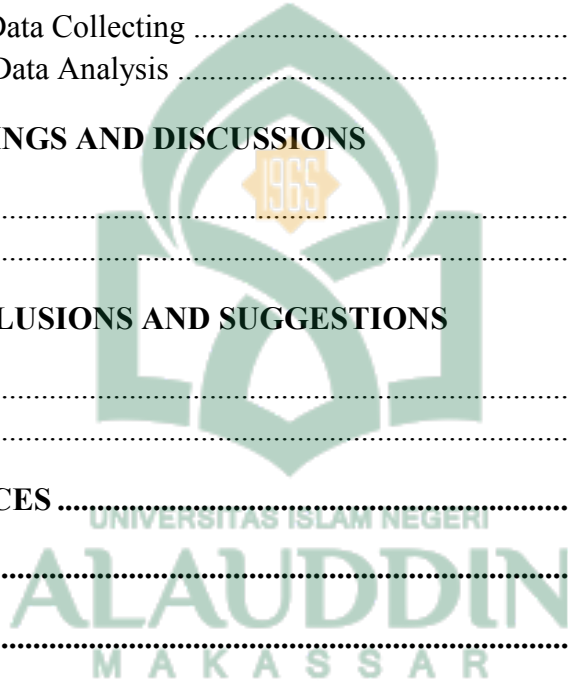 Data Collecting ................................................
Data Analysis ..................................................
INGS AND DISCUSSIONS
1965
................................................................................
................................................................................
LUSIONS AND SUGGESTIONS
................................................................................
................................................................................
CES ................................................................
UNIVERSITAS ISLAM NEGERI
................................................................................
ALAUDDIN
................................................................................
MAKASSAR